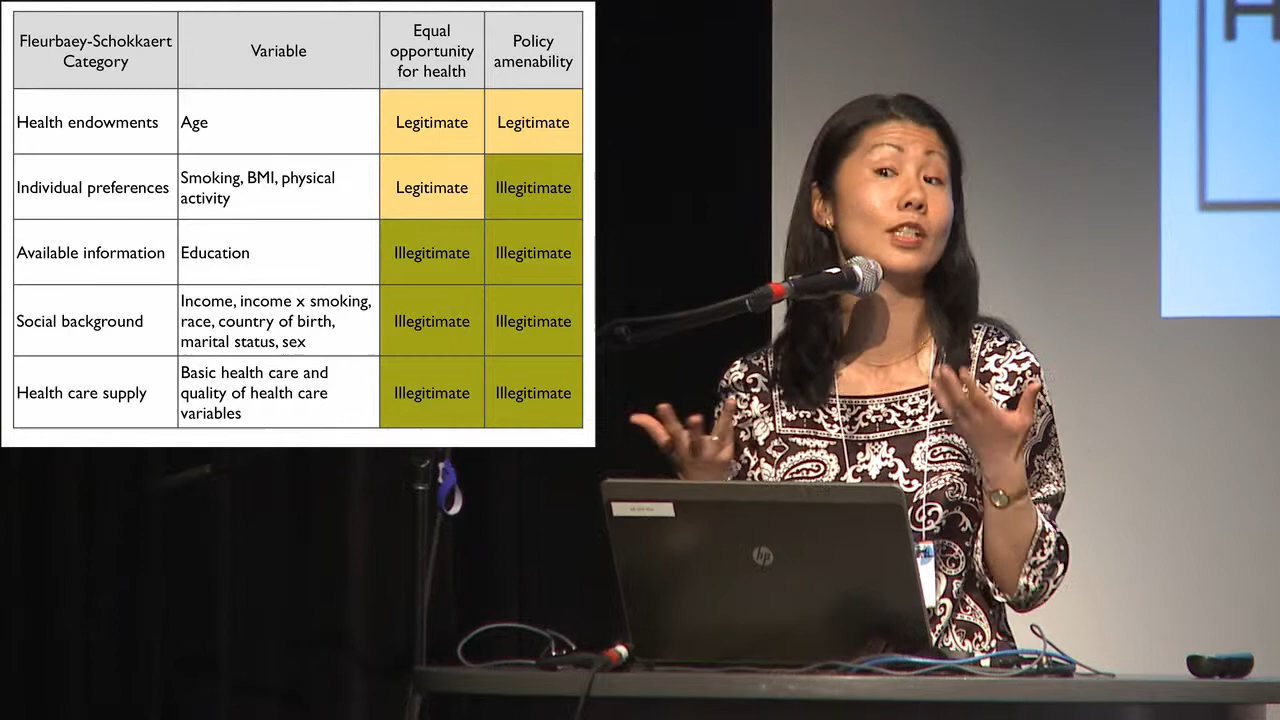 Fleurbaey-Schokkaert
Category
Variable
Equal
opportunity
for health
Policy
amenability
Health endowments
Age
Legitimate
Legitimate
Individual preferences
Smoking, BMI, physical
activity
Legitimate
Illegitimate
Available information
Education
Illegitimate
Illegitimate
Social background
Income, income x smoking,
race, country of birth,
marital status, sex
Illegitimate
Illegitimate
Health care supply
Basic health care and
quality of health care
variables
Illegitimate
Illegitimate
H
hp